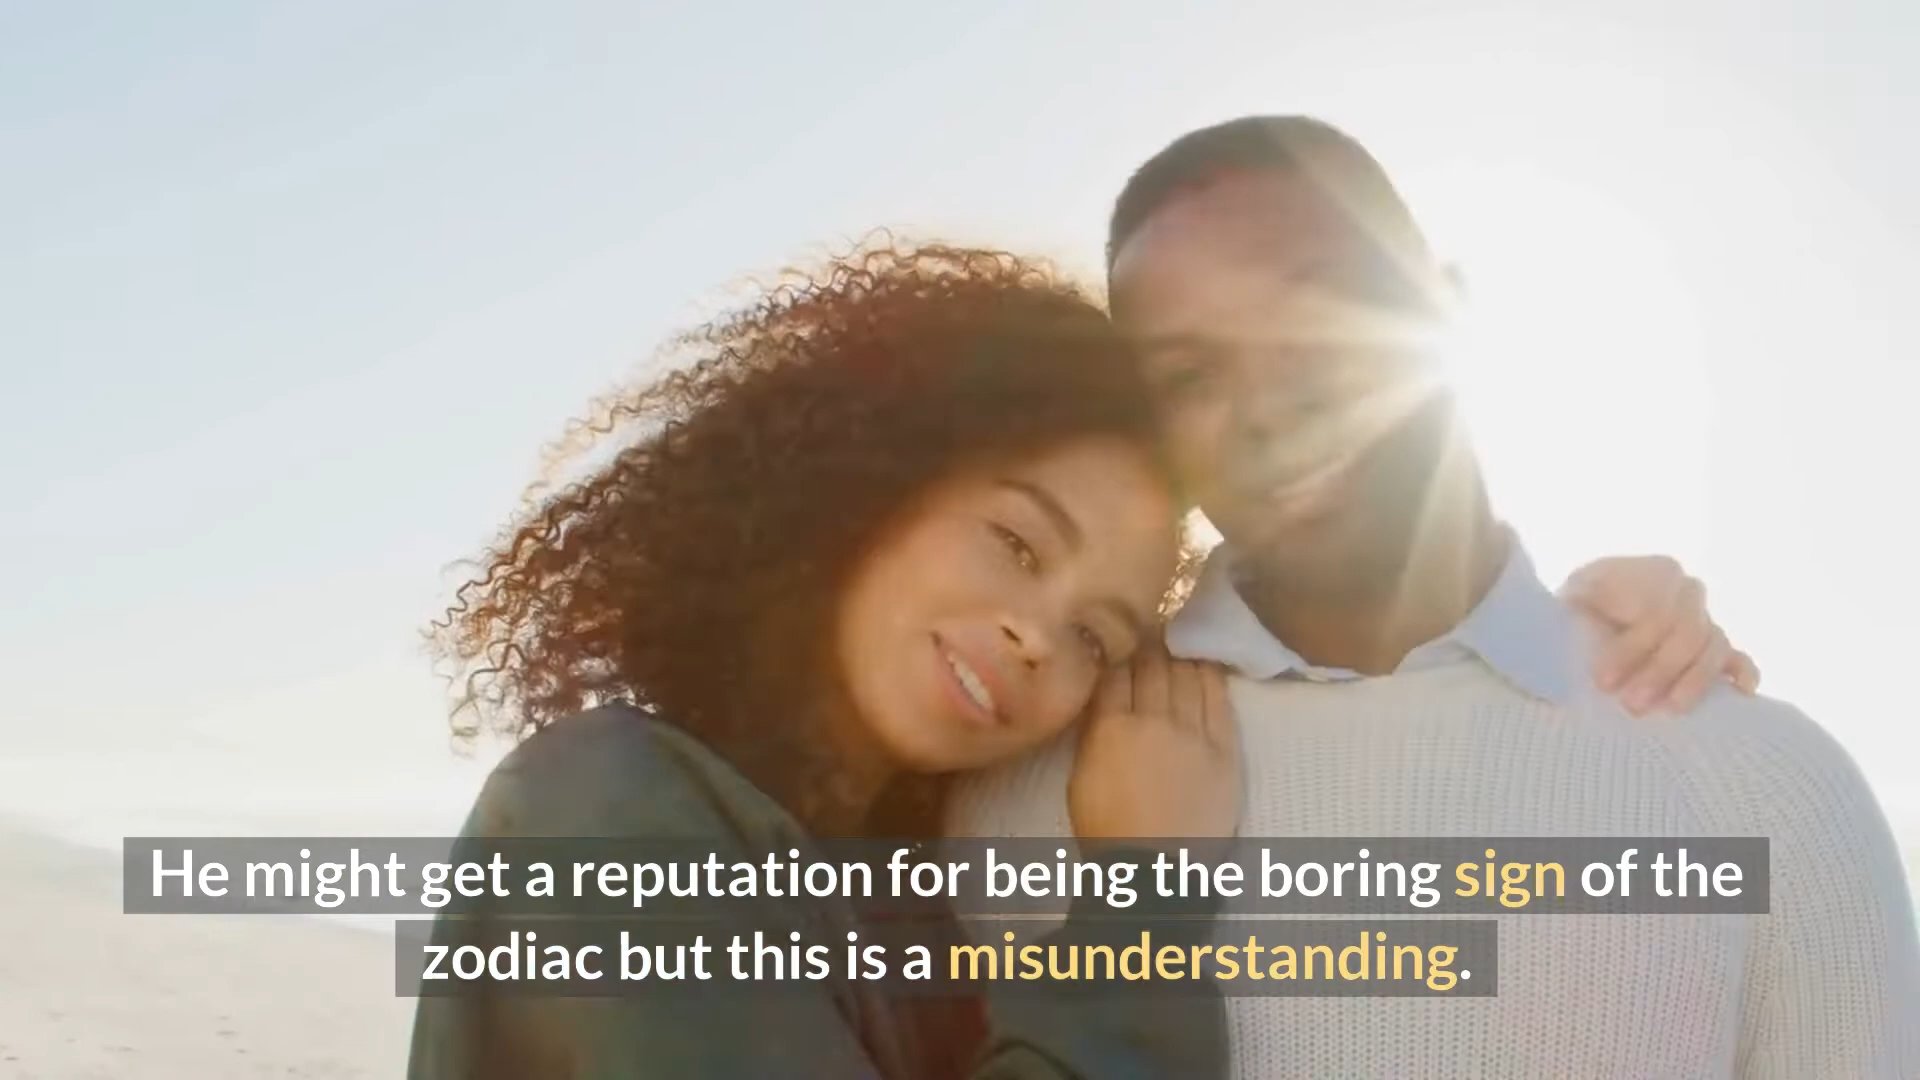 He might get a reputation for being the boring sign of the
zodiac but this is a misunderstanding.